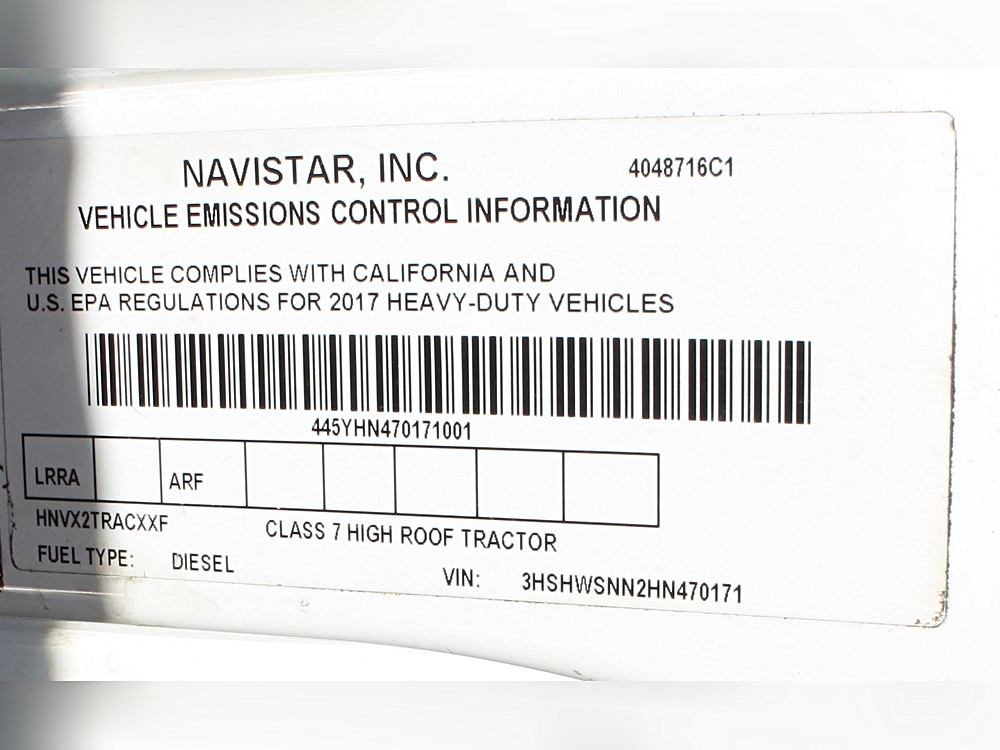 NAVISTAR, INC. 4048716C1
VEHICLE EMISSIONS CONTROL INFORMATION
THIS VEHICLE COMPLIES WITH CALIFORNIA AND
U.S. EPA REGULATIONS FOR 2017 HEAVY-DUTY VEHICLES
445YHN470171001
LRRA ARF
HNVX2TRACXXF CLASS 7 HIGH ROOF TRACTOR
FUEL TYPE: DIESEL VIN: 3HSHWSNN2HN470171